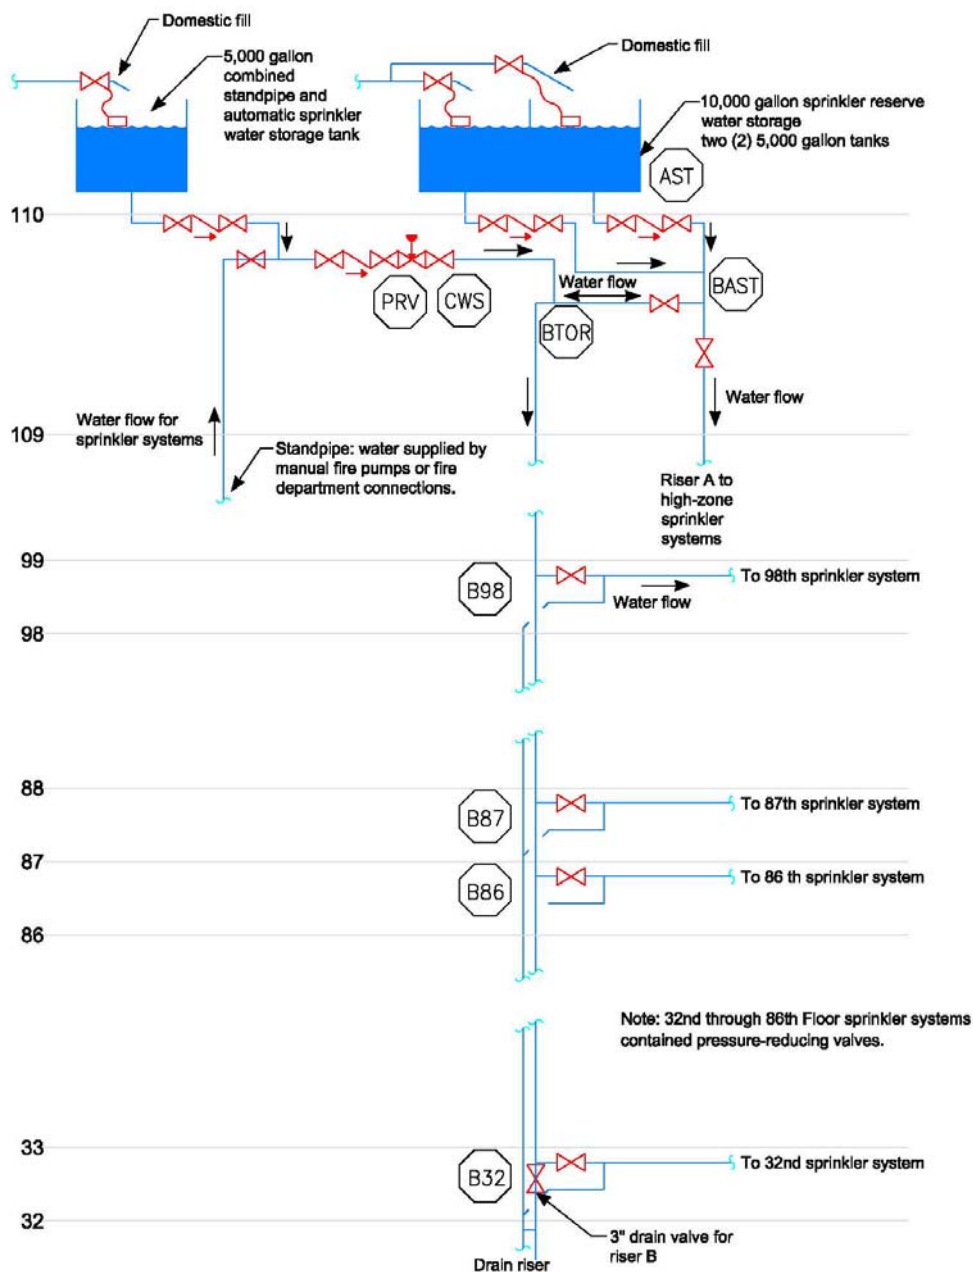 Domestic fill
5,000 gallon
combined
standpipe and
automatic sprinkler
water storage tank
Domestic fill
10,000 gallon sprinkler reserve
water storage
two (2) 5,000 gallon tanks
AST
110
PRV
CWS
Water flow
BTOR
BAST
Water flow for
sprinkler systems
Water flow
109
Standpipe: water supplied by
manual fire pumps or fire
department connections.
Riser A to
high-zone
sprinkler
systems
99
B98
To 98th sprinkler system
Water flow
98
88
B87
To 87th sprinkler system
87
B86
To 86 th sprinkler system
86
Note: 32nd through 86th Floor sprinkler systems
contained pressure-reducing valves.
33
B32
To 32nd sprinkler system
32
3" drain valve for
riser B
Drain riser